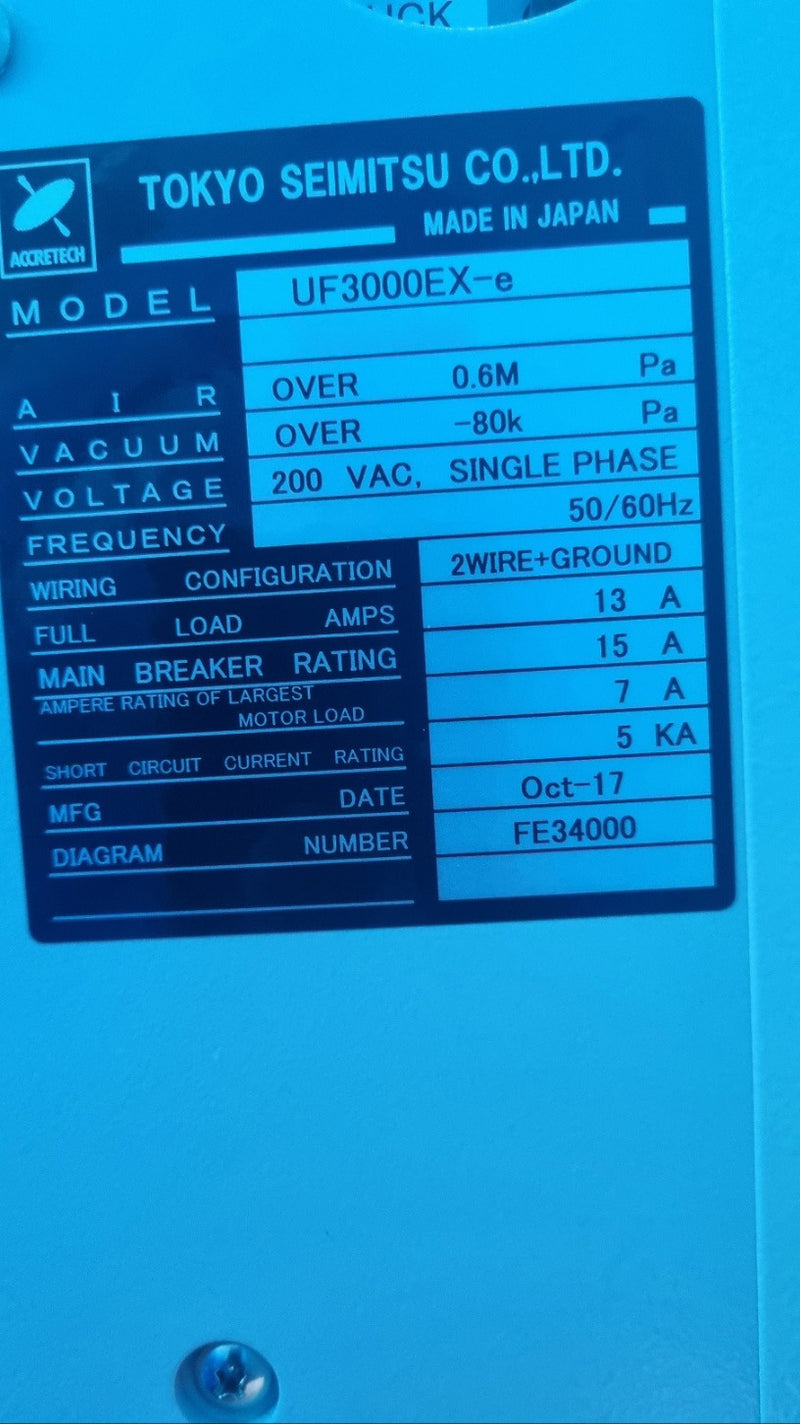 TOKYO SEIMITSU CO.,LTD.
ACCRETECH
MADE IN JAPAN
MODEL UF3000EX-e
AIR OVER 0.6M Pa
VACUUM OVER -80k Pa
VOLTAGE 200 VAC, SINGLE PHASE
FREQUENCY 50/60Hz
WIRING CONFIGURATION 2WIRE+GROUND
FULL LOAD AMPS 13 A
MAIN BREAKER RATING 15 A
AMPERE RATING OF LARGEST
MOTOR LOAD 7 A
SHORT CIRCUIT CURRENT RATING 5 KA
MFG DATE Oct-17
DIAGRAM NUMBER FE34000